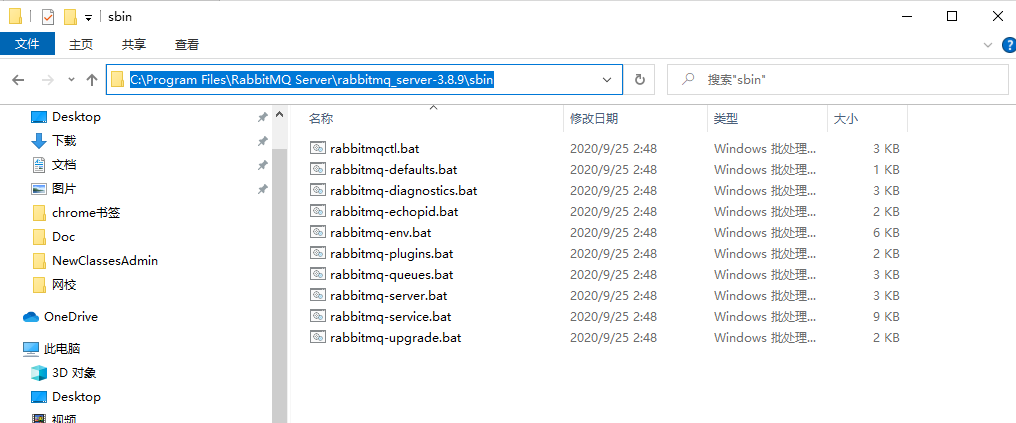 sbin
文件 主页 共享 查看
C:\Program Files\RabbitMQ Server\rabbitmq_server-3.8.9\sbin 搜索"sbin"
Desktop
下载
文档
图片
chrome书签
Doc
NewClassesAdmin
网校
OneDrive
此电脑
3D 对象
Desktop
视频
名称 修改日期 类型 大小
rabbitmqctl.bat 2020/9/25 2:48 Windows 批处理... 3 KB
rabbitmq-defaults.bat 2020/9/25 2:48 Windows 批处理... 1 KB
rabbitmq-diagnostics.bat 2020/9/25 2:48 Windows 批处理... 3 KB
rabbitmq-echopid.bat 2020/9/25 2:48 Windows 批处理... 2 KB
rabbitmq-env.bat 2020/9/25 2:48 Windows 批处理... 6 KB
rabbitmq-plugins.bat 2020/9/25 2:48 Windows 批处理... 2 KB
rabbitmq-queues.bat 2020/9/25 2:48 Windows 批处理... 3 KB
rabbitmq-server.bat 2020/9/25 2:48 Windows 批处理... 3 KB
rabbitmq-service.bat 2020/9/25 2:48 Windows 批处理... 9 KB
rabbitmq-upgrade.bat 2020/9/25 2:48 Windows 批处理... 2 KB